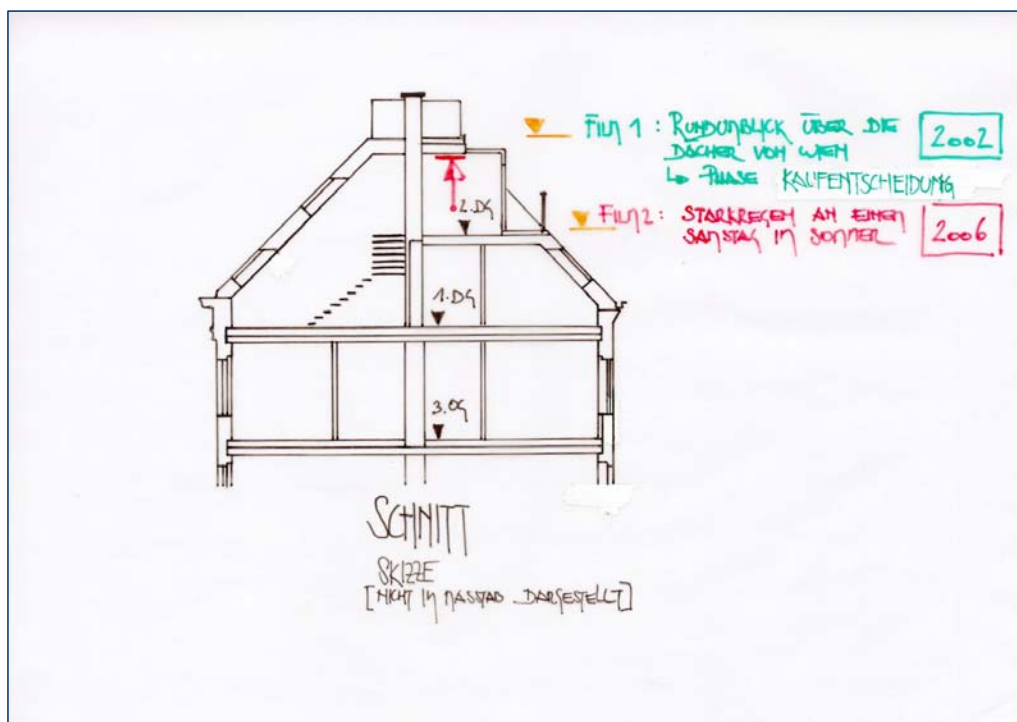 FILM 1 : RUNDUMBLICK ÜBER DIE
DÄCHER VON WIEN
↳ PHASE KAUFENTSCHEIDUNG
2002
FILM 2 : STARKREGEN AN EINEM
SAMSTAG IM SOMMER
2006
2.DG
1.DG
3.OG
SCHNITT
SKIZZE
[NICHT IM MASSTAB DARGESTELLT]